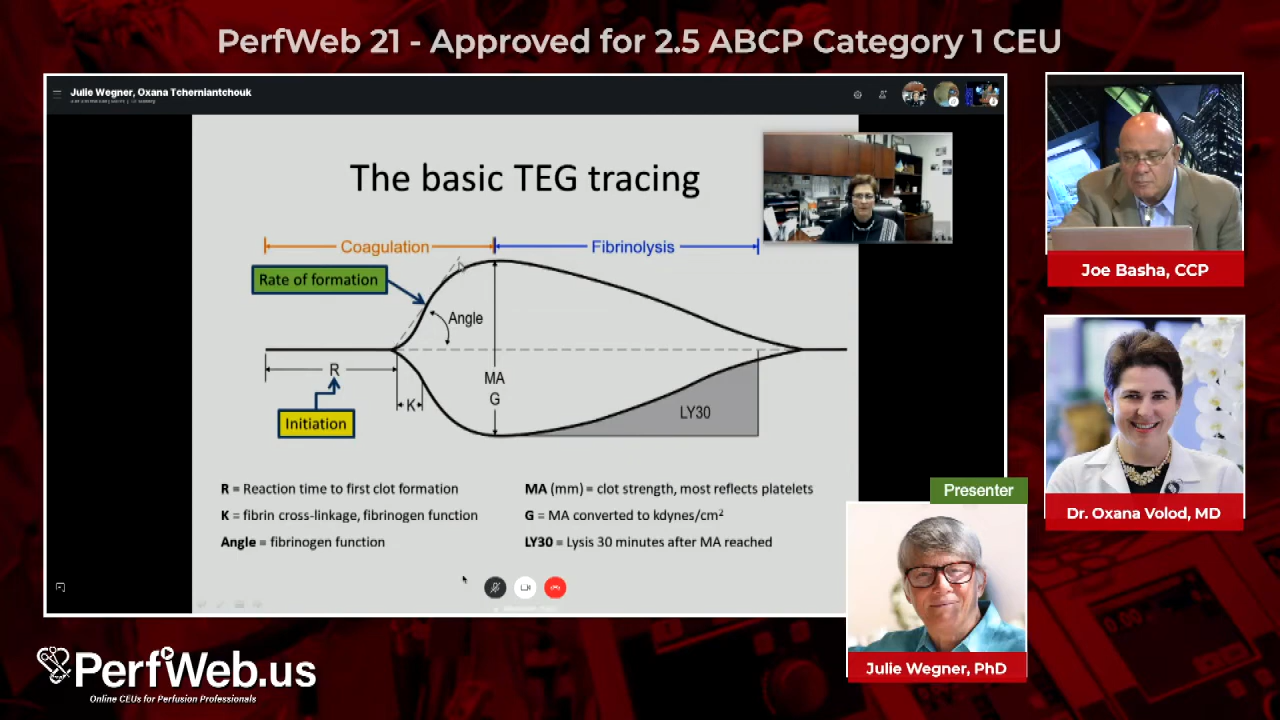 PerfWeb 21 - Approved for 2.5 ABCP Category 1 CEU
Julie Wegner, Oxana Tcherniantchouk
The basic TEG tracing
Coagulation
Fibrinolysis
Rate of formation
Angle
R
MA
G
K
LY30
Initiation
R = Reaction time to first clot formation
K = fibrin cross-linkage, fibrinogen function
Angle = fibrinogen function
MA (mm) = clot strength, most reflects platelets
G = MA converted to kdynes/cm²
LY30 = Lysis 30 minutes after MA reached
Joe Basha, CCP
Dr. Oxana Volod, MD
Presenter
Julie Wegner, PhD
PerfWeb.us
Online CEUs for Perfusion Professionals